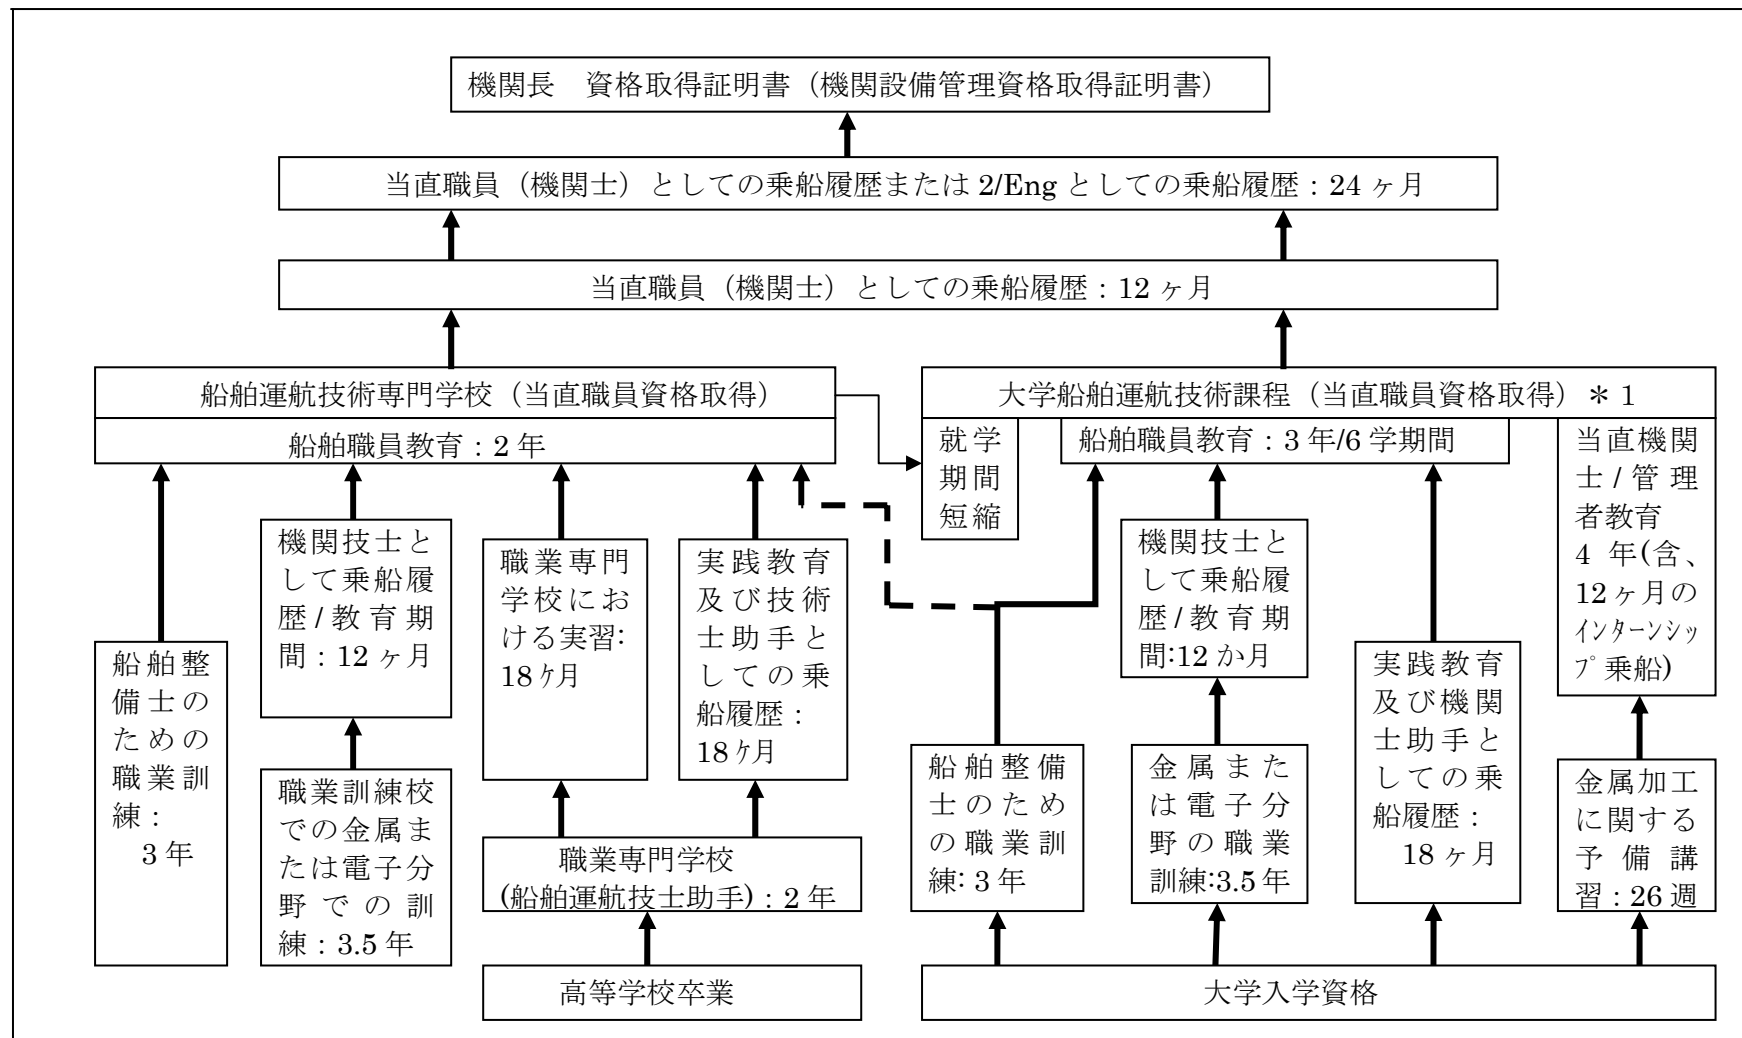 機関長　資格取得証明書（機関設備管理資格取得証明書）
当直職員（機関士）としての乗船履歴または 2/Eng としての乗船履歴：24 ヶ月
当直職員（機関士）としての乗船履歴：12 ヶ月
船舶運航技術専門学校（当直職員資格取得）
船舶職員教育：2 年
大学船舶運航技術課程（当直職員資格取得）＊1
就学
期間
短縮
船舶職員教育：3 年/6 学期間
当直機関
士/管理
者教育
4 年(含、
12ヶ月の
ｲﾝﾀｰﾝｼｯ
ﾌﾟ乗船)
船舶整
備士の
ための
職業訓
練：
3 年
機関技士と
して乗船履
歴/教育期
間：12 ヶ月
職業訓練校
での金属ま
たは電子分
野での訓
練：3.5 年
職業専門
学校にお
ける実習:
18ｹ月
実践教育
及び技術
士助手と
しての乗
船履歴：
18ｹ月
職業専門学校
(船舶運航技士助手)：2 年
高等学校卒業
船舶整備
士のため
の職業訓
練: 3 年
機関技士と
して乗船履
歴/教育期
間:12 か月
金属また
は電子分
野の職業
訓練:3.5 年
実践教育
及び機関
士助手と
しての乗
船履歴：
18 ヶ月
金属加工
に関する
予備講
習：26 週
大学入学資格